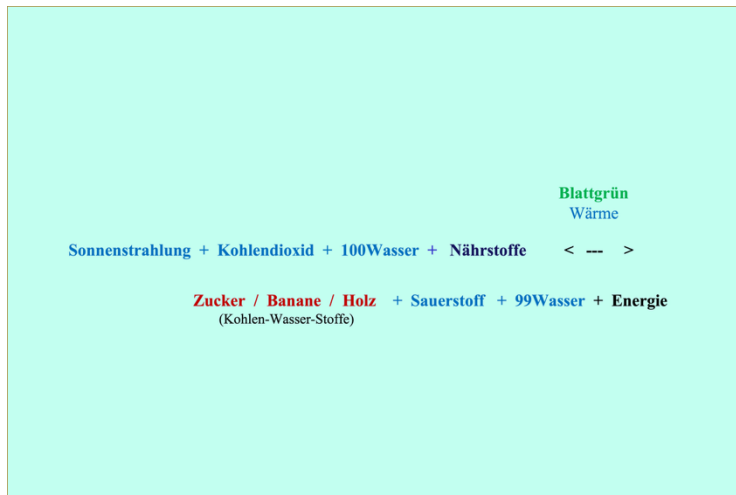 Blattgrün
Wärme
Sonnenstrahlung + Kohlendioxid + 100Wasser + Nährstoffe < --- >
Zucker / Banane / Holz + Sauerstoff + 99Wasser + Energie
(Kohlen-Wasser-Stoffe)